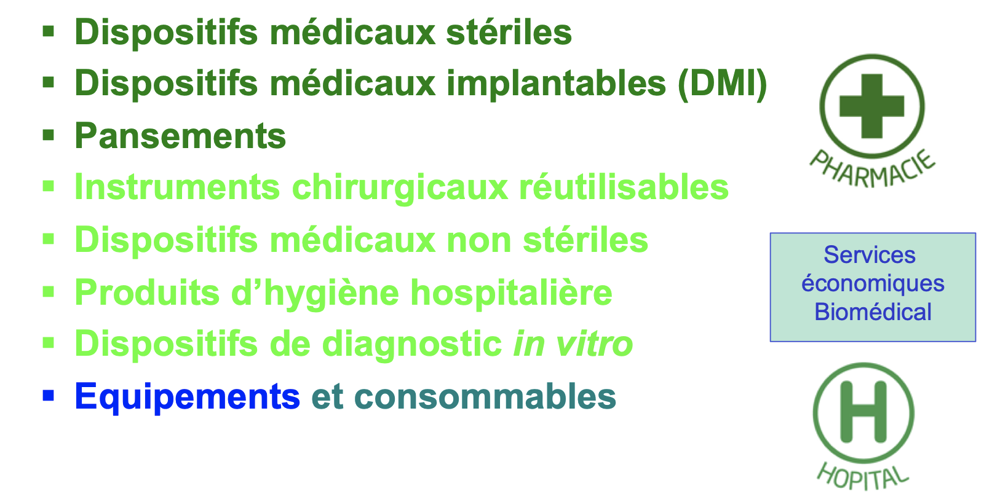 ▪ Dispositifs médicaux stériles
▪ Dispositifs médicaux implantables (DMI)
▪ Pansements
▪ Instruments chirurgicaux réutilisables
▪ Dispositifs médicaux non stériles
▪ Produits d’hygiène hospitalière
▪ Dispositifs de diagnostic in vitro
▪ Equipements et consommables
PHARMACIE
Services
économiques
Biomédical
H
HOPITAL